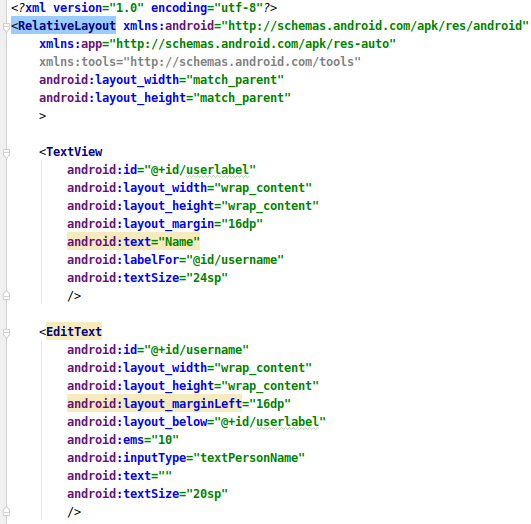 <?xml version="1.0" encoding="utf-8"?>
<RelativeLayout xmlns:android="http://schemas.android.com/apk/res/android"
    xmlns:app="http://schemas.android.com/apk/res-auto"
    xmlns:tools="http://schemas.android.com/tools"
    android:layout_width="match_parent"
    android:layout_height="match_parent"
    >
    <TextView
        android:id="@+id/userlabel"
        android:layout_width="wrap_content"
        android:layout_height="wrap_content"
        android:layout_margin="16dp"
        android:text="Name"
        android:labelFor="@id/username"
        android:textSize="24sp"
        />
    <EditText
        android:id="@+id/username"
        android:layout_width="wrap_content"
        android:layout_height="wrap_content"
        android:layout_marginLeft="16dp"
        android:layout_below="@+id/userlabel"
        android:ems="10"
        android:inputType="textPersonName"
        android:text=""
        android:textSize="20sp"
        />